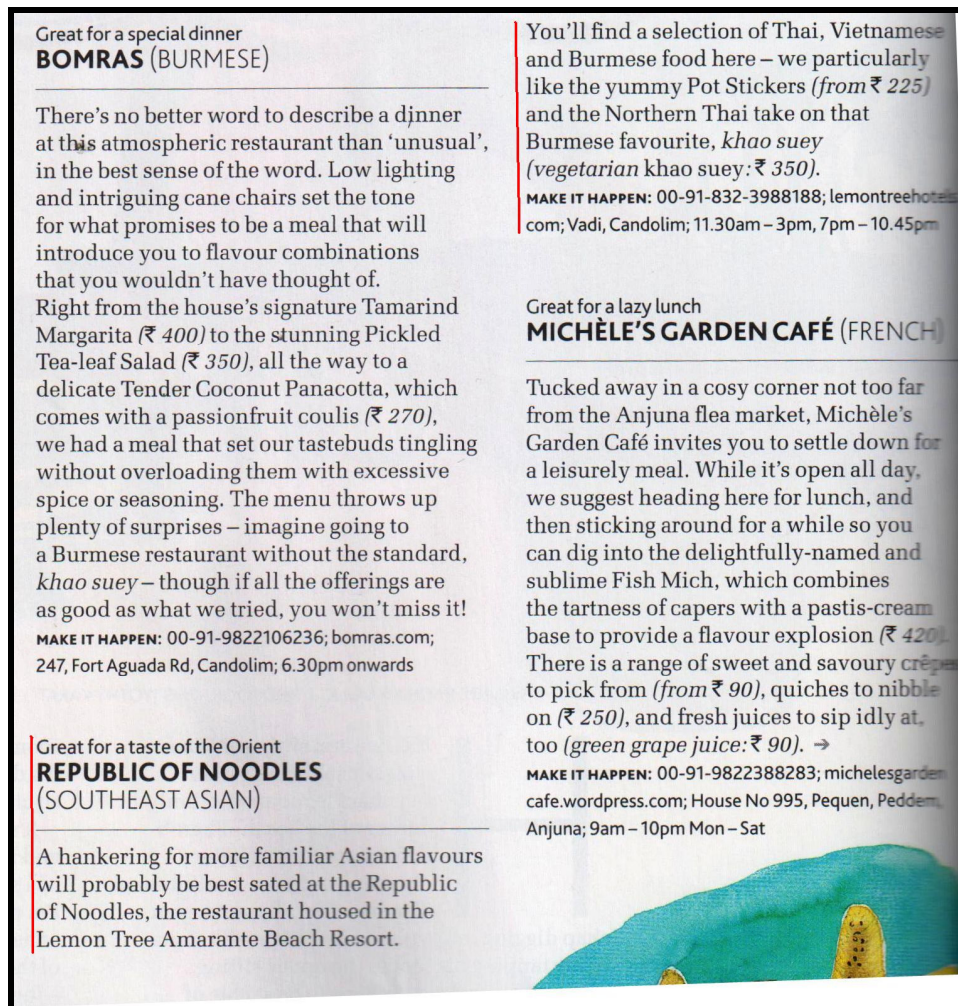 Great for a special dinner
BOMRAS (BURMESE)
There's no better word to describe a dinner
at this atmospheric restaurant than ‘unusual’,
in the best sense of the word. Low lighting
and intriguing cane chairs set the tone
for what promises to be a meal that will
introduce you to flavour combinations
that you wouldn't have thought of.
Right from the house's signature Tamarind
Margarita (₹ 400) to the stunning Pickled
Tea-leaf Salad (₹ 350), all the way to a
delicate Tender Coconut Panacotta, which
comes with a passionfruit coulis (₹ 270),
we had a meal that set our tastebuds tingling
without overloading them with excessive
spice or seasoning. The menu throws up
plenty of surprises – imagine going to
a Burmese restaurant without the standard,
khao suey – though if all the offerings are
as good as what we tried, you won't miss it!
MAKE IT HAPPEN: 00-91-9822106236; bomras.com;
247, Fort Aguada Rd, Candolim; 6.30pm onwards
Great for a taste of the Orient
REPUBLIC OF NOODLES
(SOUTHEAST ASIAN)
A hankering for more familiar Asian flavours
will probably be best sated at the Republic
of Noodles, the restaurant housed in the
Lemon Tree Amarante Beach Resort.
You'll find a selection of Thai, Vietnamese
and Burmese food here – we particularly
like the yummy Pot Stickers (from ₹ 225)
and the Northern Thai take on that
Burmese favourite, khao suey
(vegetarian khao suey: ₹ 350).
MAKE IT HAPPEN: 00-91-832-3988188; lemontreehotels.
com; Vadi, Candolim; 11.30am – 3pm, 7pm – 10.45pm
Great for a lazy lunch
MICHÈLE'S GARDEN CAFÉ (FRENCH)
Tucked away in a cosy corner not too far
from the Anjuna flea market, Michèle's
Garden Café invites you to settle down for
a leisurely meal. While it's open all day,
we suggest heading here for lunch, and
then sticking around for a while so you
can dig into the delightfully-named and
sublime Fish Mich, which combines
the tartness of capers with a pastis-cream
base to provide a flavour explosion (₹ 420).
There is a range of sweet and savoury crêpes
to pick from (from ₹ 90), quiches to nibble
on (₹ 250), and fresh juices to sip idly at,
too (green grape juice: ₹ 90). →
MAKE IT HAPPEN: 00-91-9822388283; michelesgarden
cafe.wordpress.com; House No 995, Pequen, Peddem,
Anjuna; 9am – 10pm Mon – Sat